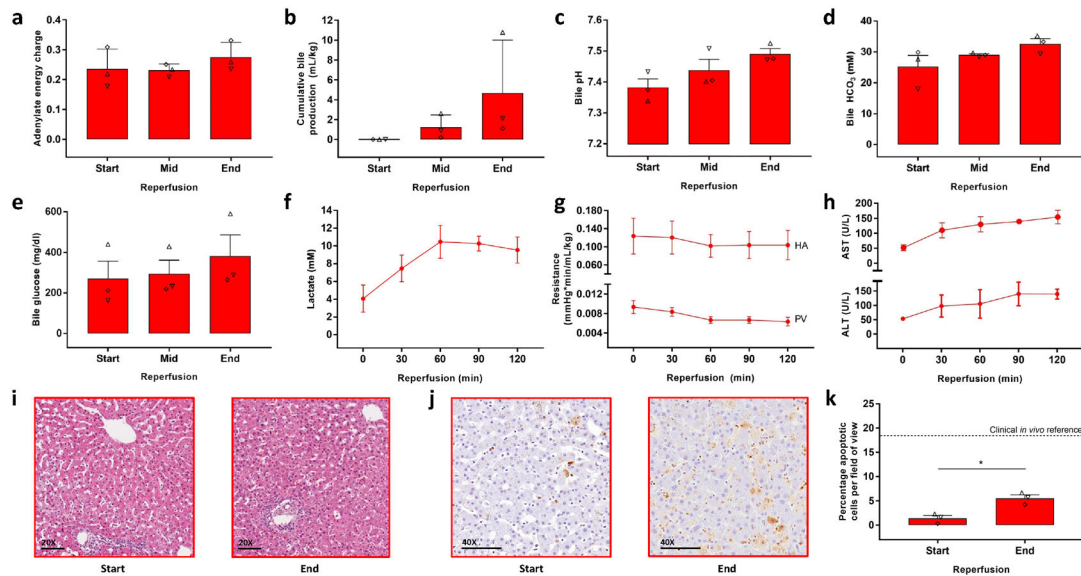 a
Adenylate energy charge
0.4
0.3
0.2
0.1
0.0
Start Mid End
Reperfusion
b
Cumulative bile
production (mL/kg)
12
10
8
6
4
2
0
Start Mid End
Reperfusion
c
Bile pH
7.6
7.5
7.4
7.3
7.2
Start Mid End
Reperfusion
d
Bile HCO₃ (mM)
40
30
20
10
0
Start Mid End
Reperfusion
e
Bile glucose (mg/dl)
600
400
200
0
Start Mid End
Reperfusion
f
Lactate (mM)
16
14
12
10
8
6
4
2
0
0 30 60 90 120
Reperfusion (min)
g
Resistance
(mmHg*min/mL/kg)
0.180
0.140
0.100
0.060
0.012
0.008
0.004
HA
PV
0 30 60 90 120
Reperfusion (min)
h
AST (U/L)
250
200
150
100
50
0
ALT (U/L)
200
150
100
50
0
0 30 60 90 120
Reperfusion (min)
i
20X
20X
Start
End
j
40X
40X
Start
End
k
Percentage apoptotic
cells per field of view
25
20
15
10
5
0
Clinical in vivo reference
*
Start End
Reperfusion